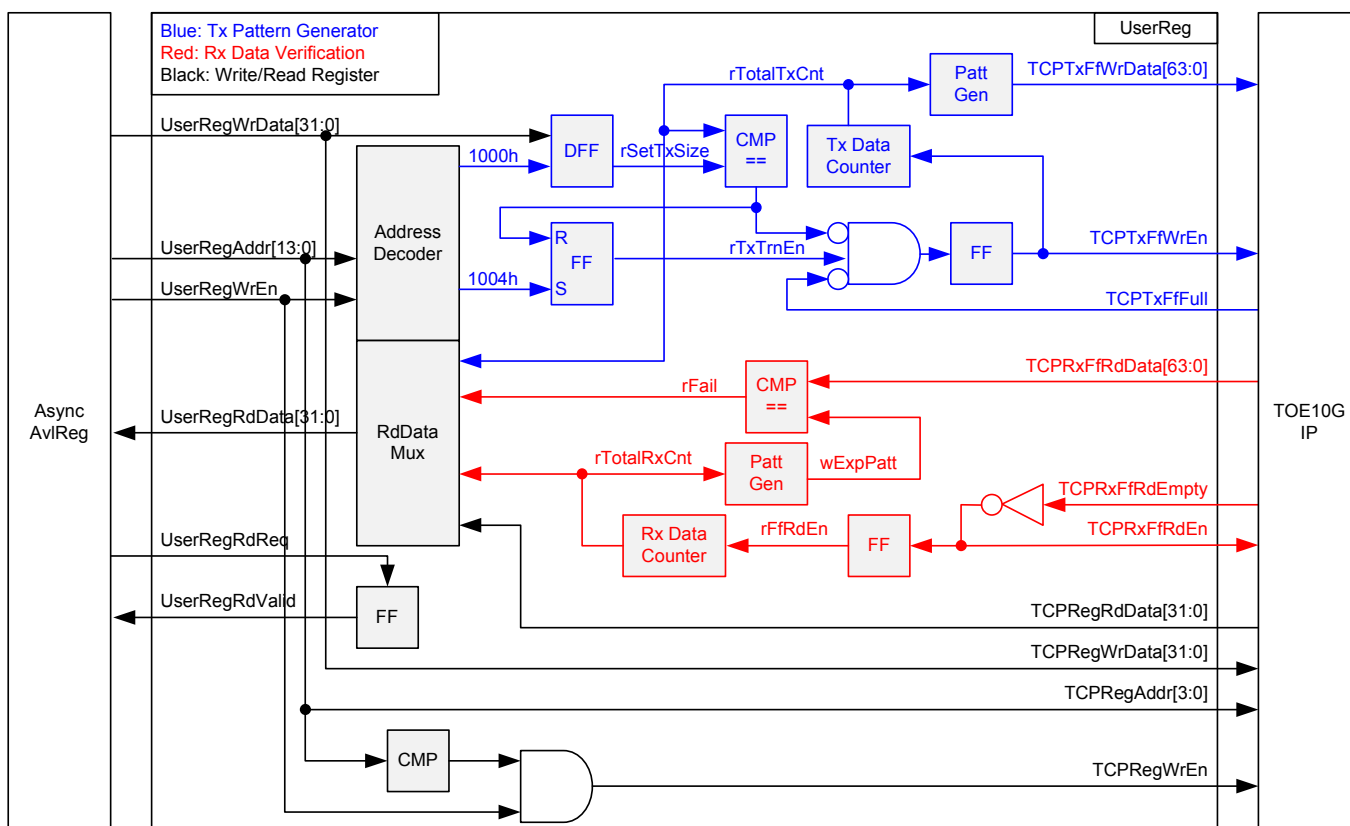 Blue: Tx Pattern Generator
Red: Rx Data Verification
Black: Write/Read Register
UserReg
rTotalTxCnt
Patt
Gen
TCPTxFfWrData[63:0]
UserRegWrData[31:0]
1000h
DFF
rSetTxSize
CMP
==
Tx Data
Counter
Address
Decoder
UserRegAddr[13:0]
R
FF
S
rTxTrnEn
FF
TCPTxFfWrEn
1004h
UserRegWrEn
TCPTxFfFull
TCPRxFfRdData[63:0]
rFail
CMP
==
Async
AvlReg
UserRegRdData[31:0]
RdData
Mux
TOE10G
IP
rTotalRxCnt
Patt
Gen
wExpPatt
TCPRxFfRdEmpty
Rx Data
Counter
rFfRdEn
FF
TCPRxFfRdEn
UserRegRdReq
UserRegRdValid
FF
TCPRegRdData[31:0]
TCPRegWrData[31:0]
TCPRegAddr[3:0]
CMP
TCPRegWrEn